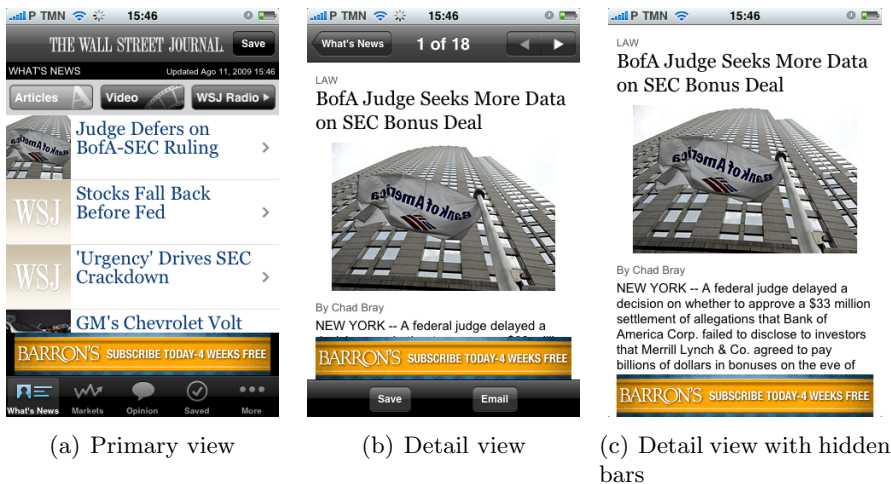 P TMN 15:46
THE WALL STREET JOURNAL.
Save
WHAT'S NEWS
Updated Ago 11, 2009 15:46
Articles
Video
WSJ Radio
Judge Defers on
BofA-SEC Ruling
WSJ
Stocks Fall Back
Before Fed
WSJ
'Urgency' Drives SEC
Crackdown
GM's Chevrolet Volt
BARRON'S SUBSCRIBE TODAY-4 WEEKS FREE
What's News
Markets
Opinion
Saved
More
(a) Primary view
P TMN 15:46
What's News
1 of 18
LAW
BofA Judge Seeks More Data
on SEC Bonus Deal
Bank of America
By Chad Bray
NEW YORK -- A federal judge delayed a
BARRON'S SUBSCRIBE TODAY-4 WEEKS FREE
Save
Email
(b) Detail view
P TMN 15:46
LAW
BofA Judge Seeks More Data
on SEC Bonus Deal
Bank of America
By Chad Bray
NEW YORK -- A federal judge delayed a
decision on whether to approve a $33 million
settlement of allegations that Bank of
America Corp. failed to disclose to investors
that Merrill Lynch & Co. agreed to pay
billions of dollars in bonuses on the eve of
BARRON'S SUBSCRIBE TODAY-4 WEEKS FREE
(c) Detail view with hidden
bars